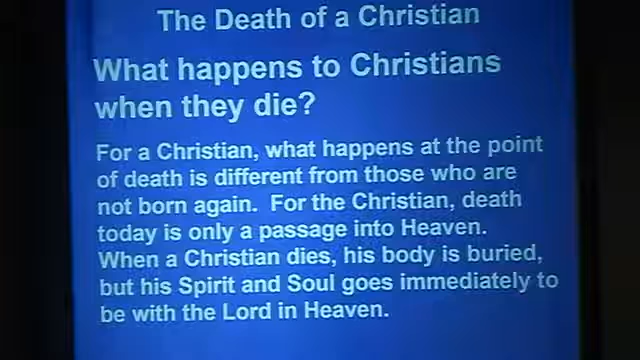 The Death of a Christian
What happens to Christians
when they die?
For a Christian, what happens at the point
of death is different from those who are
not born again.  For the Christian, death
today is only a passage into Heaven.
When a Christian dies, his body is buried,
but his Spirit and Soul goes immediately to
be with the Lord in Heaven.